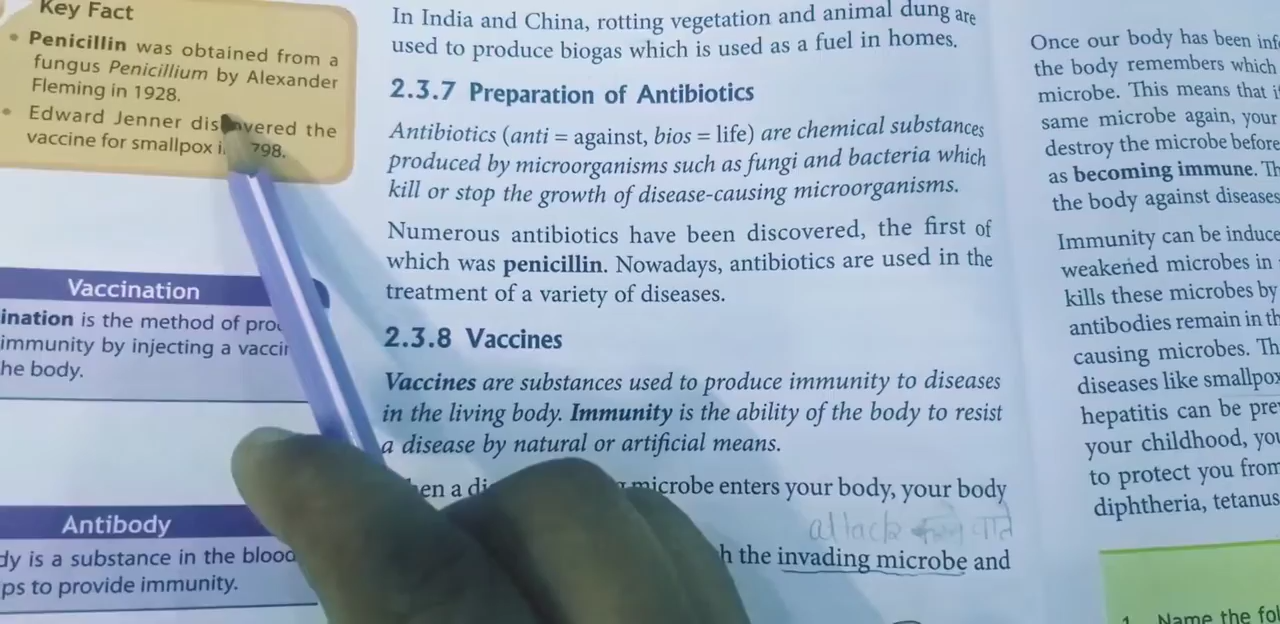 Key Fact
• Penicillin was obtained from a
fungus Penicillium by Alexander
Fleming in 1928.
• Edward Jenner discovered the
vaccine for smallpox 798.
Vaccination
ination is the method of
immunity by injecting a
he body.
Antibody
dy is a substance in the blood
ps to provide immunity.
In India and China, rotting vegetation and animal dung are
used to produce biogas which is used as a fuel in homes.
2.3.7 Preparation of Antibiotics
Antibiotics (anti = against, bios = life) are chemical substances
produced by microorganisms such as fungi and bacteria which
kill or stop the growth of disease-causing microorganisms.
Numerous antibiotics have been discovered, the first of
which was penicillin. Nowadays, antibiotics are used in the
treatment of a variety of diseases.
2.3.8 Vaccines
Vaccines are substances used to produce immunity to diseases
in the living body. Immunity is the ability of the body to resist
a disease by natural or artificial means.
en a microbe enters your body, your body
attack करने वाले
h the invading microbe and
Once our body has been inf
the body remembers which
microbe. This means that i
same microbe again, your
destroy the microbe before
as becoming immune. Th
the body against diseases
Immunity can be induce
weakened microbes in
kills these microbes by
antibodies remain in th
causing microbes. Th
diseases like smallpox
hepatitis can be pre
your childhood, you
to protect you from
diphtheria, tetanus
1. Name the fol